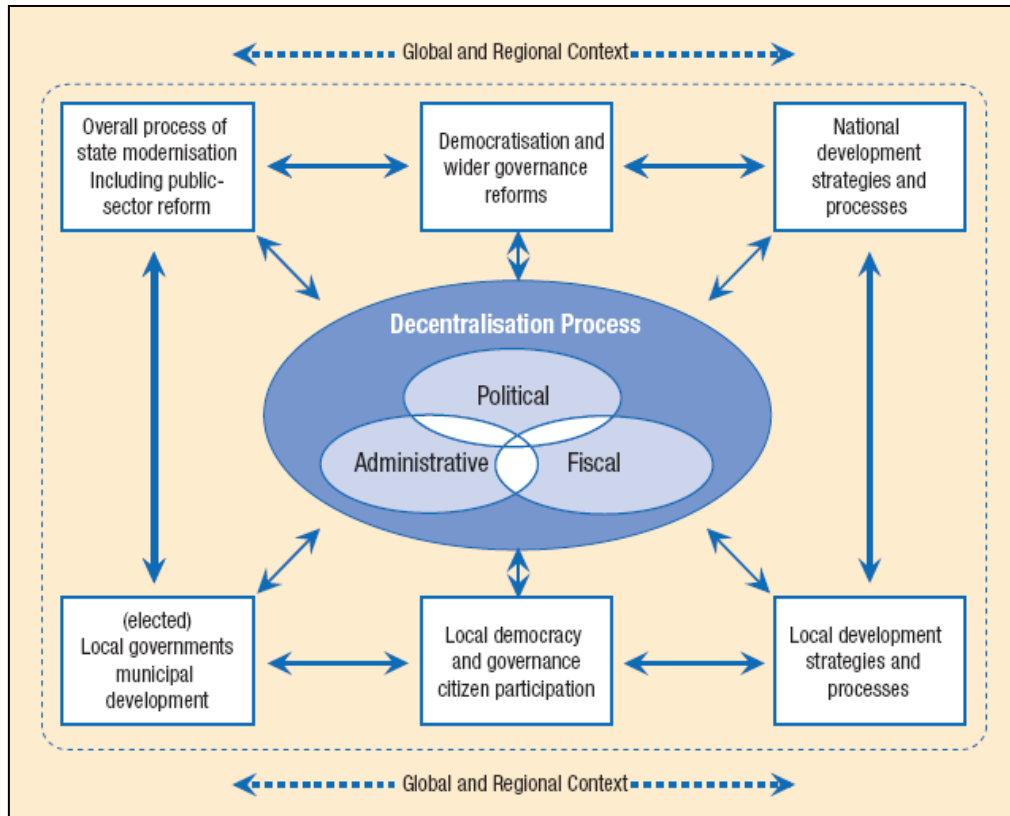 Global and Regional Context
Overall process of
state modernisation
Including public-
sector reform
Democratisation and
wider governance
reforms
National
development
strategies and
processes
Decentralisation Process
Political
Administrative
Fiscal
(elected)
Local governments
municipal
development
Local democracy
and governance
citizen participation
Local development
strategies and
processes
Global and Regional Context